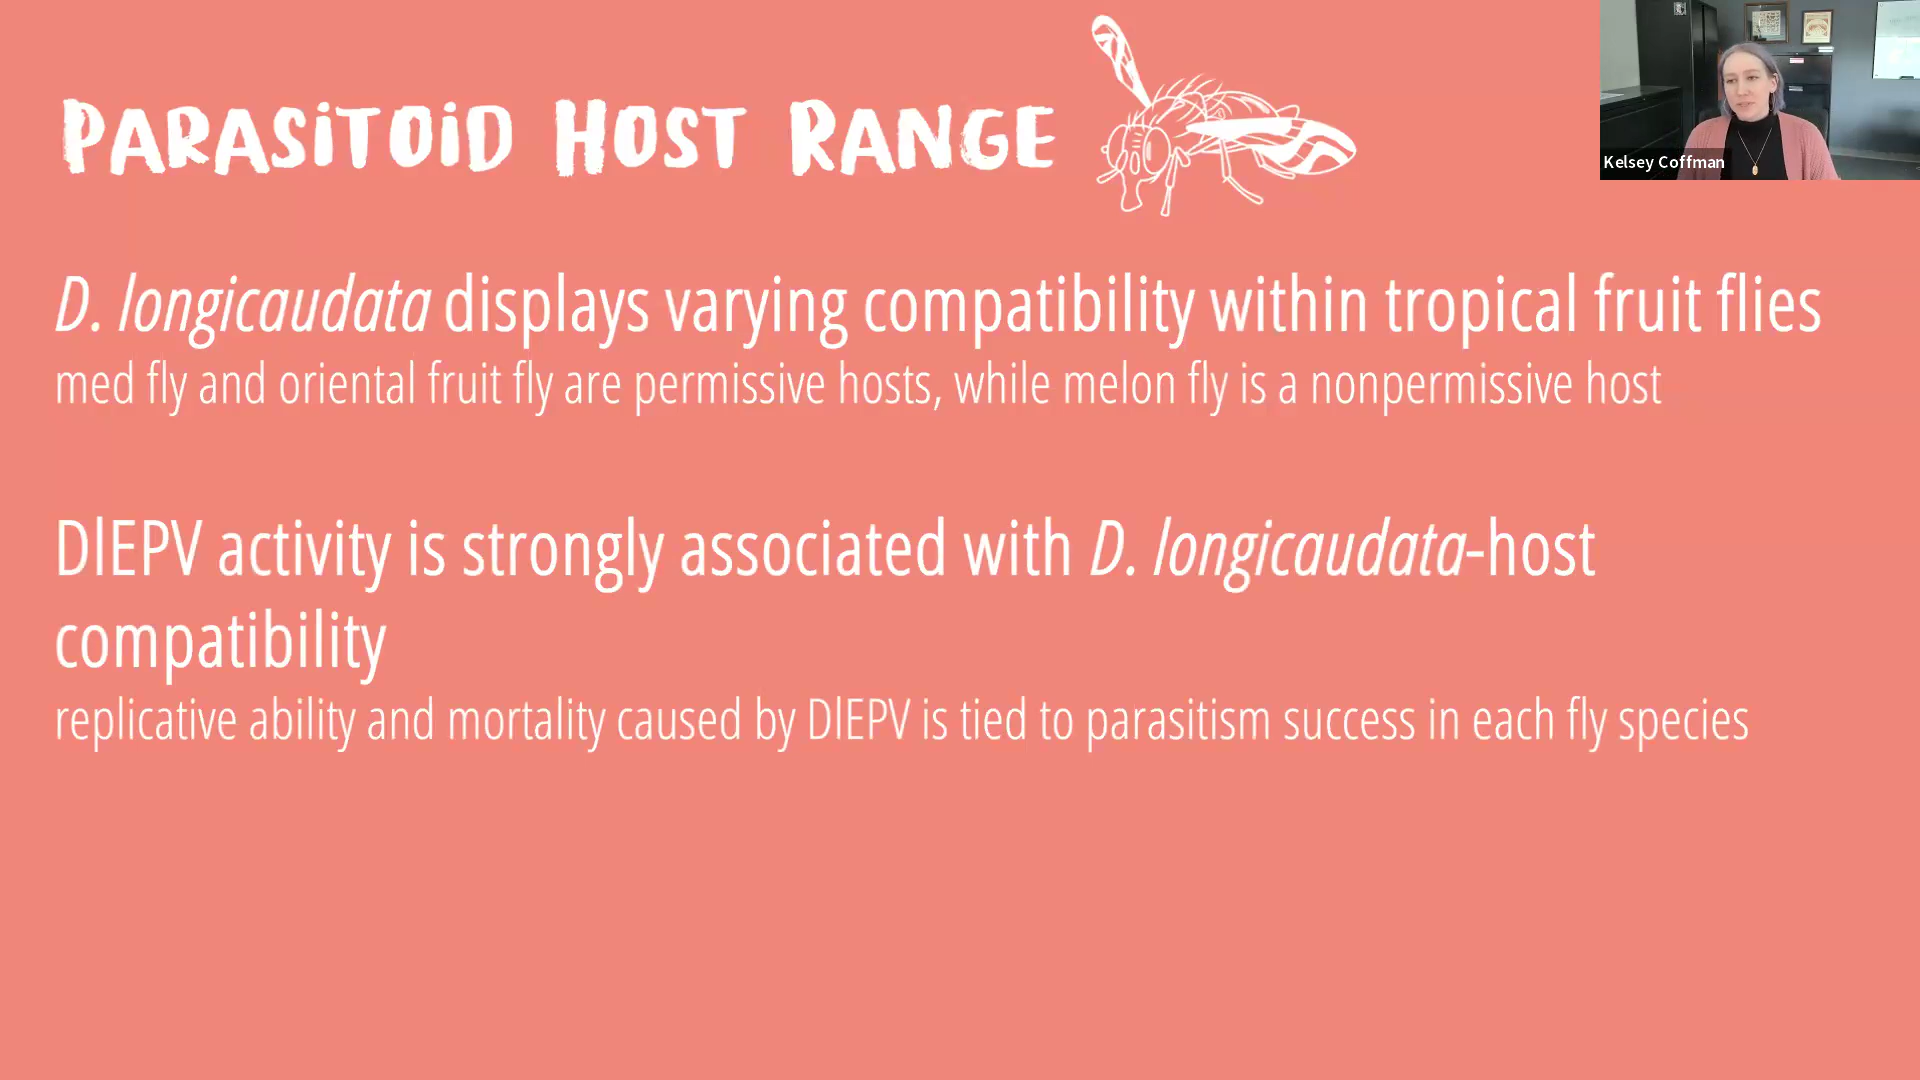 PARASITOID HOST RANGE
Kelsey Coffman
D. longicaudata displays varying compatibility within tropical fruit flies
med fly and oriental fruit fly are permissive hosts, while melon fly is a nonpermissive host
DlEPV activity is strongly associated with D. longicaudata-host
compatibility
replicative ability and mortality caused by DlEPV is tied to parasitism success in each fly species